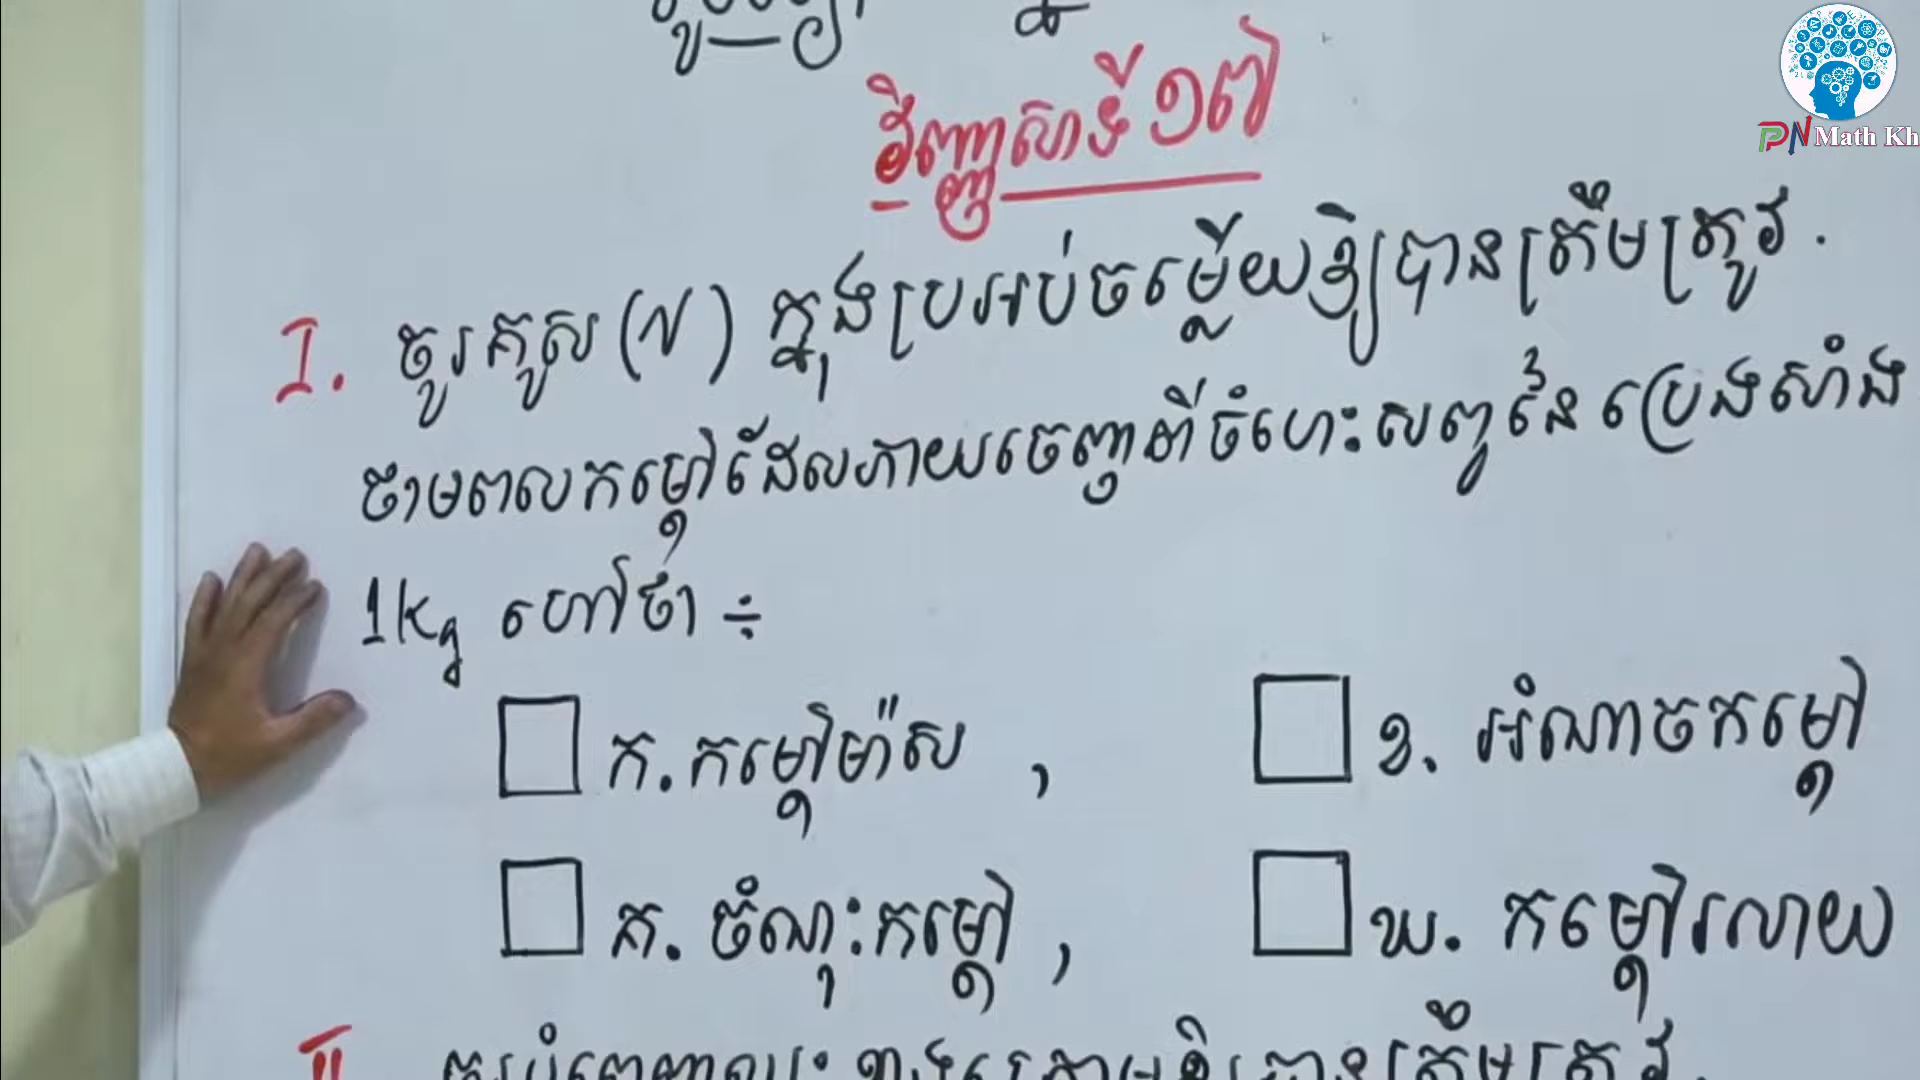 PN Math Kh
វិញ្ញាសាទី ១៧
I. ចូរគូស (✓) ក្នុងប្រអប់ចម្លើយឱ្យបានត្រឹមត្រូវ.
ថាមពលកម្ដៅដែលភាយចេញពីចំហេះសព្វនៃ ប្រេងសាំង
1kg ហៅថា ÷
ក. កម្ដៅម៉ាស ,
ខ. អំណាចកម្ដៅ
គ. ចំណុះកម្ដៅ ,
ឃ. កម្ដៅរលាយ
II